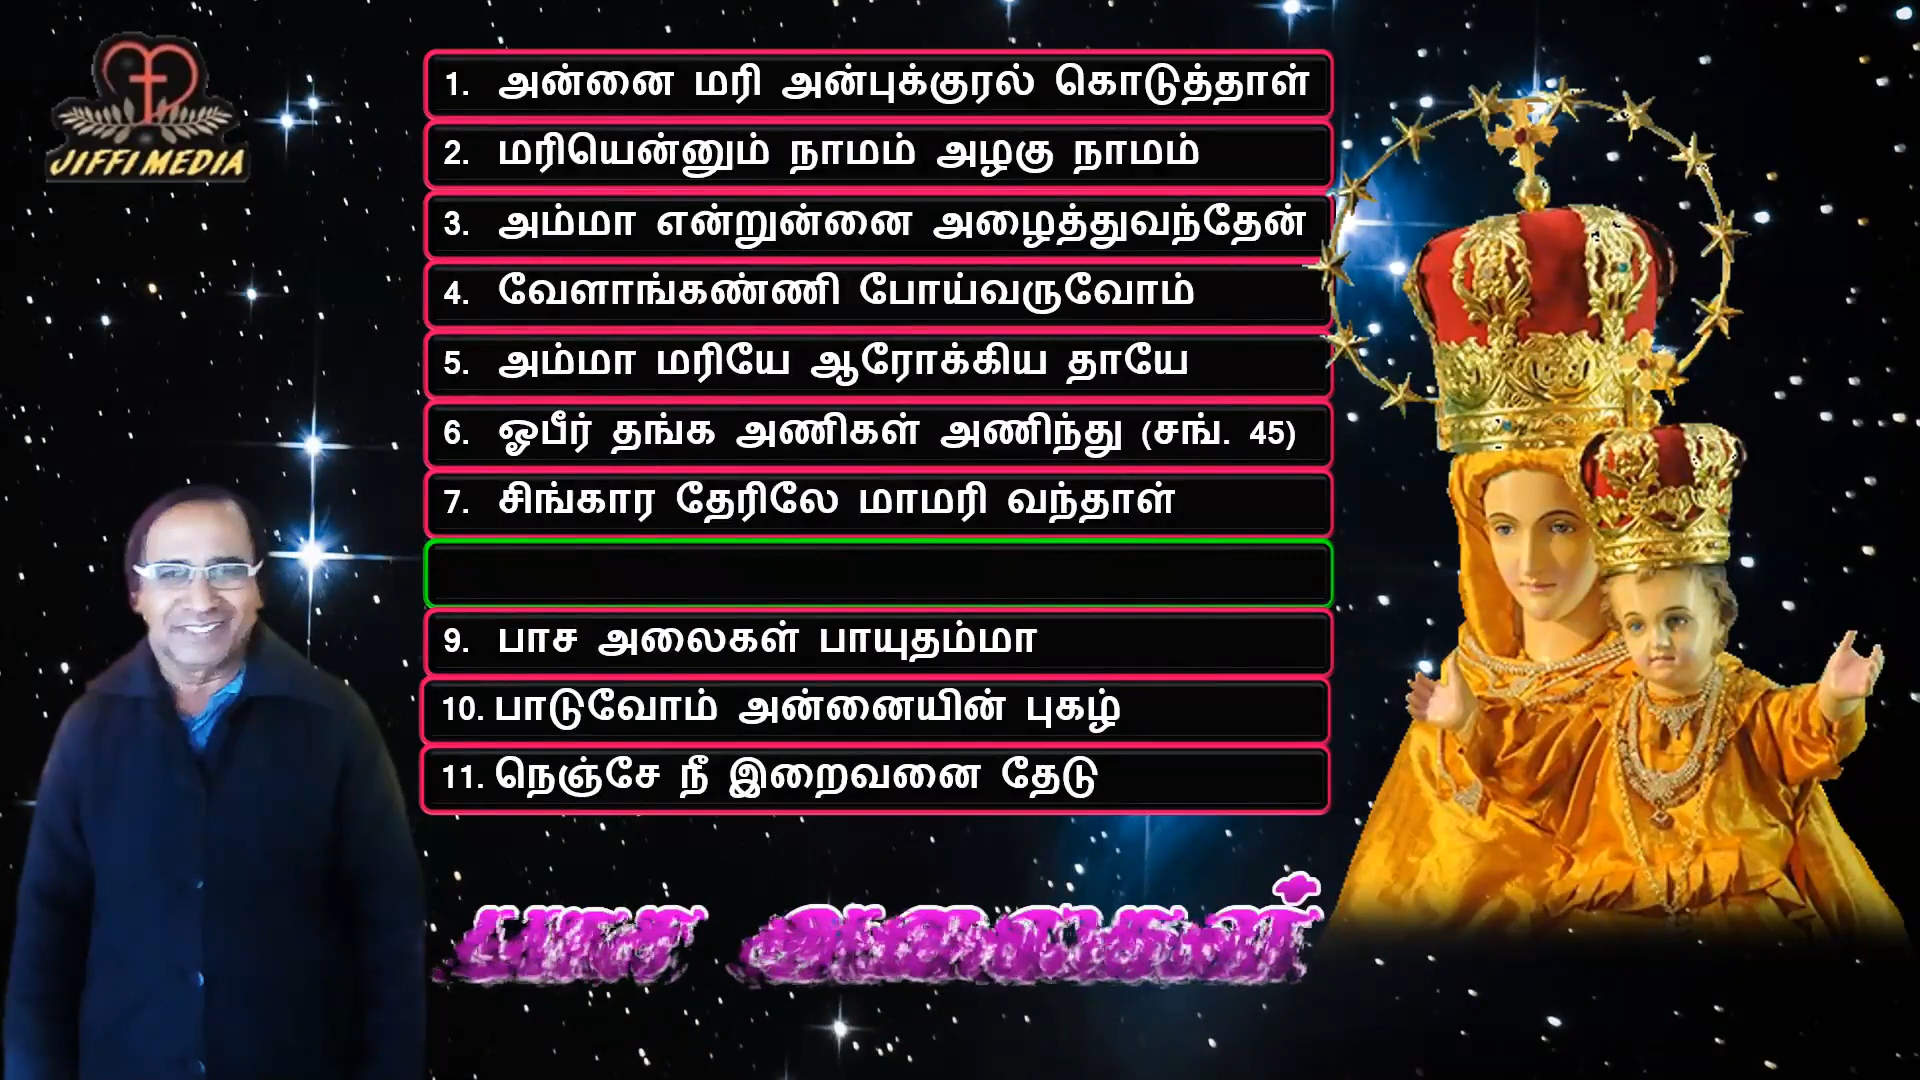 JIFFI MEDIA
1. அன்னை மரி அன்புக்குரல் கொடுத்தாள்
2. மரியென்னும் நாமம் அழகு நாமம்
3. அம்மா என்றுன்னை அழைத்துவந்தேன்
4. வேளாங்கண்ணி போய்வருவோம்
5. அம்மா மரியே ஆரோக்கிய தாயே
6. ஓபீர் தங்க அணிகள் அணிந்து (சங். 45)
7. சிங்கார தேரிலே மாமரி வந்தாள்
9. பாச அலைகள் பாயுதம்மா
10. பாடுவோம் அன்னையின் புகழ்
11. நெஞ்சே நீ இறைவனை தேடு
பாச அலைகள்